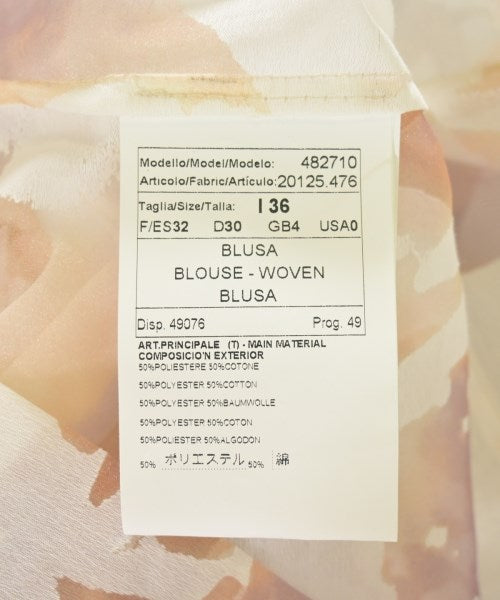 Modello/Model/Modelo: 482710
Articolo/Fabric/Artículo: 20125.476
Taglia/Size/Talla: I 36
F/ES32 D30 GB4 USA0
BLUSA
BLOUSE - WOVEN
BLUSA
Disp. 49076 Prog. 49
ART.PRINCIPALE (T) - MAIN MATERIAL
COMPOSICIO'N EXTERIOR
50%POLIESTERE 50%COTONE
50%POLYESTER 50%COTTON
50%POLYESTER 50%BAUMWOLLE
50%POLYESTER 50%COTON
50%POLIESTER 50%ALGODON
50% ポリエステル 50% 綿